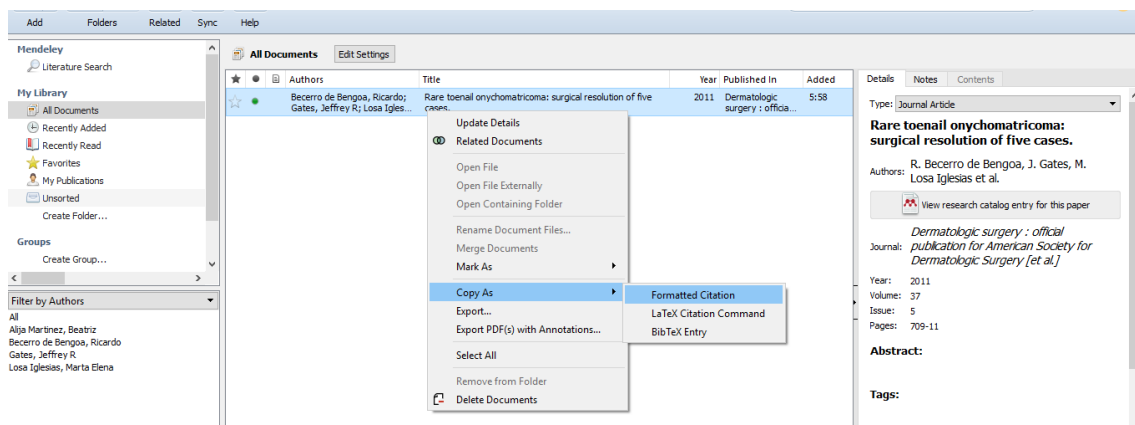 Add Folders Related Sync Help
Mendeley
Literature Search
My Library
All Documents
Recently Added
Recently Read
Favorites
My Publications
Unsorted
Create Folder...
Groups
Create Group...
Filter by Authors
All
Alija Martinez, Beatriz
Becerro de Bengoa, Ricardo
Gates, Jeffrey R
Losa Iglesias, Marta Elena
All Documents Edit Settings
Authors Title Year Published In Added
Becerro de Bengoa, Ricardo; Rare toenail onychomatricoma: surgical resolution of five 2011 Dermatologic 5:58
Gates, Jeffrey R; Losa Igles... cases. surgery : officia...
Update Details
Related Documents
Open File
Open File Externally
Open Containing Folder
Rename Document Files...
Merge Documents
Mark As
Copy As
Export...
Export PDF(s) with Annotations...
Select All
Remove from Folder
Delete Documents
Formatted Citation
LaTeX Citation Command
BibTeX Entry
Details Notes Contents
Type: Journal Article
Rare toenail onychomatricoma:
surgical resolution of five cases.
Authors: R. Becerro de Bengoa, J. Gates, M.
Losa Iglesias et al.
View research catalog entry for this paper
Dermatologic surgery : official
Journal: publication for American Society for
Dermatologic Surgery [et al.]
Year: 2011
Volume: 37
Issue: 5
Pages: 709-11
Abstract:
Tags: